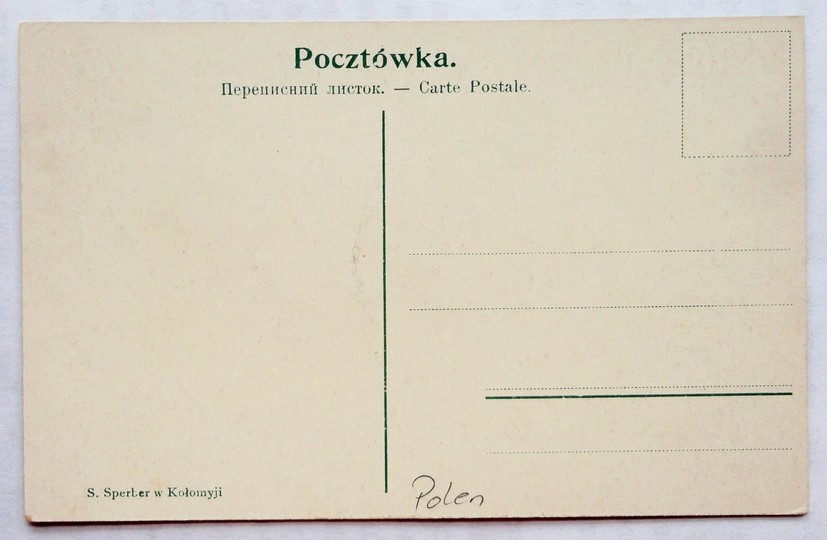 Pocztówka.
Переписний листок. — Carte Postale.
S. Sperber w Kołomyji
Polen